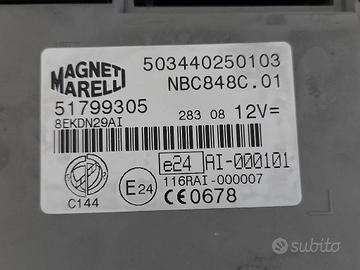 MAGNETI MARELLI
503440250103
NBC848C.01
51799305
8EKDN29AI
283 08 12V=
e24 AI-000101
E24
116RAI-000007
C144
CE0678
subito